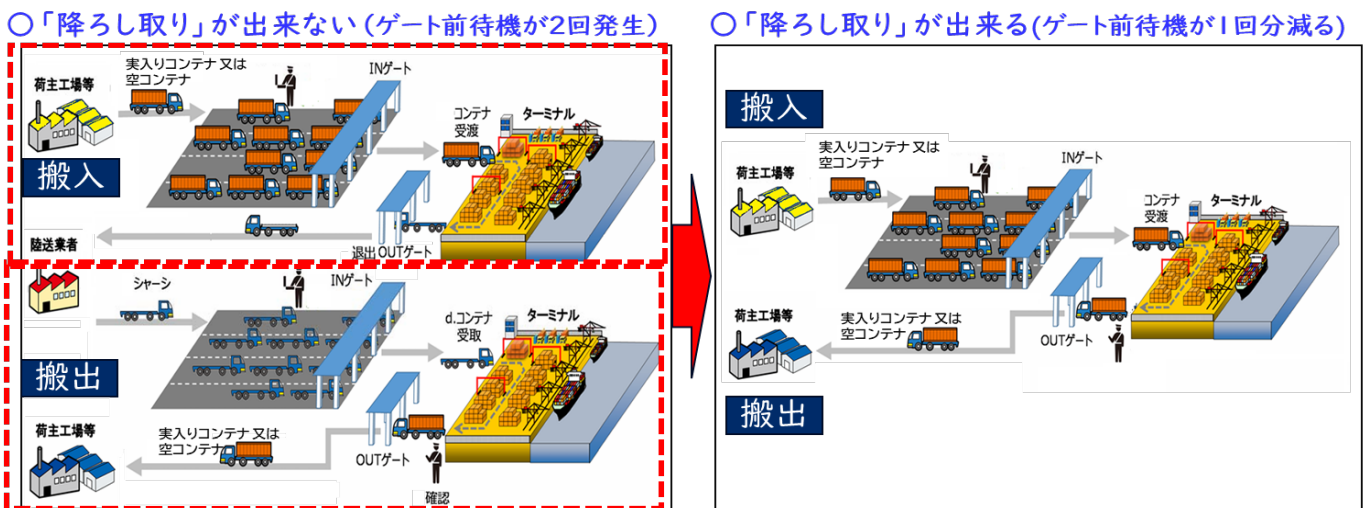 〇「降ろし取り」が出来ない(ゲート前待機が2回発生)
実入りコンテナ又は
空コンテナ
INゲート
荷主工場等
コンテナ
受渡
ターミナル
搬入
陸送業者
退出OUTゲート
シャーシ
INゲート
d.コンテナ
受取
ターミナル
搬出
荷主工場等
実入りコンテナ又は
空コンテナ
OUTゲート
確認
〇「降ろし取り」が出来る(ゲート前待機が1回分減る)
搬入
実入りコンテナ又は
空コンテナ
INゲート
荷主工場等
コンテナ
受渡
ターミナル
荷主工場等
実入りコンテナ又は
空コンテナ
OUTゲート
搬出